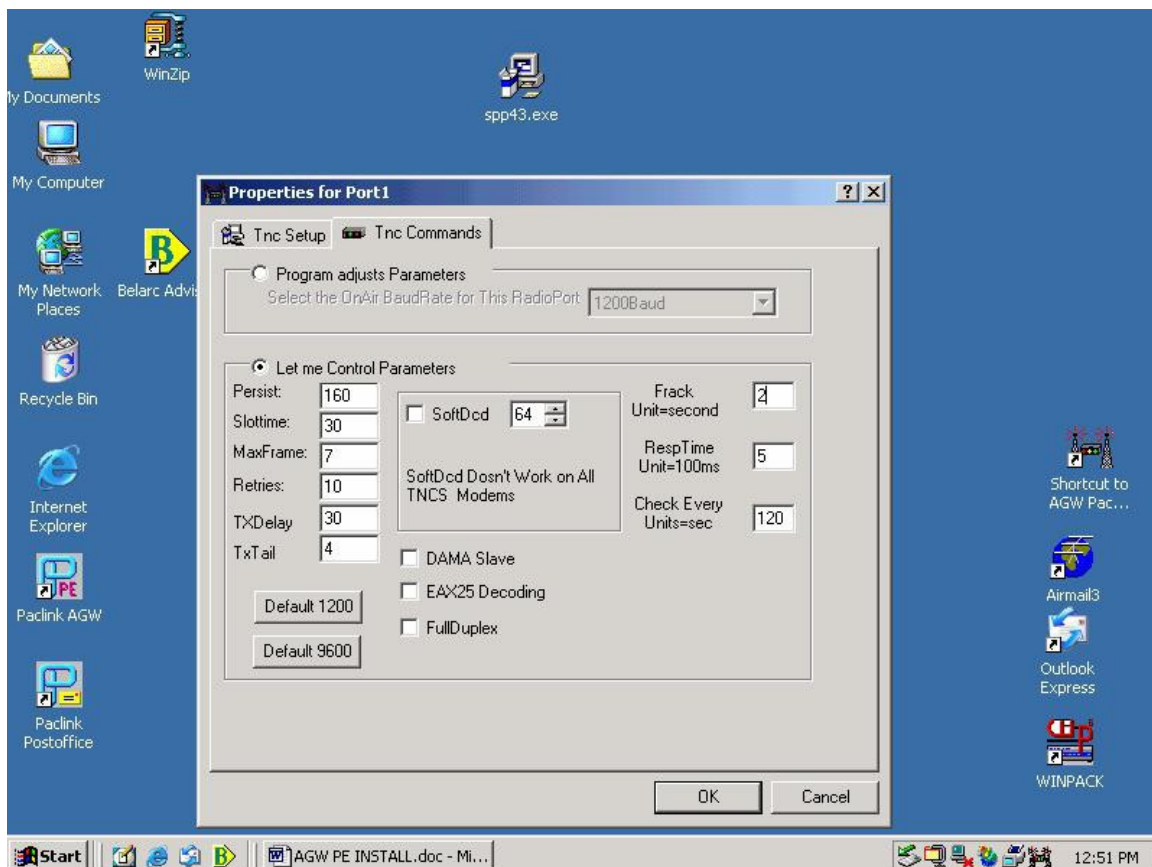 WinZip
My Documents
spp43.exe
My Computer
My Network
Places
Belarc Advi
Recycle Bin
Internet
Explorer
Paclink AGW
Paclink
Postoffice
Properties for Port1
Tnc Setup
Tnc Commands
Program adjusts Parameters
Select the OnAir BaudRate for This RadioPort
1200Baud
Let me Control Parameters
Persist: 160
Slottime: 30
MaxFrame: 7
Retries: 10
TXDelay 30
TxTail 4
Default 1200
Default 9600
SoftDcd 64
SoftDcd Dosn't Work on All
TNCS Modems
DAMA Slave
EAX25 Decoding
FullDuplex
Frack
Unit=second
2
RespTime
Unit=100ms
5
Check Every
Units=sec
120
OK
Cancel
Shortcut to
AGW Pac...
Airmail3
Outlook
Express
WINPACK
Start
AGW PE INSTALL.doc - Mi...
12:51 PM